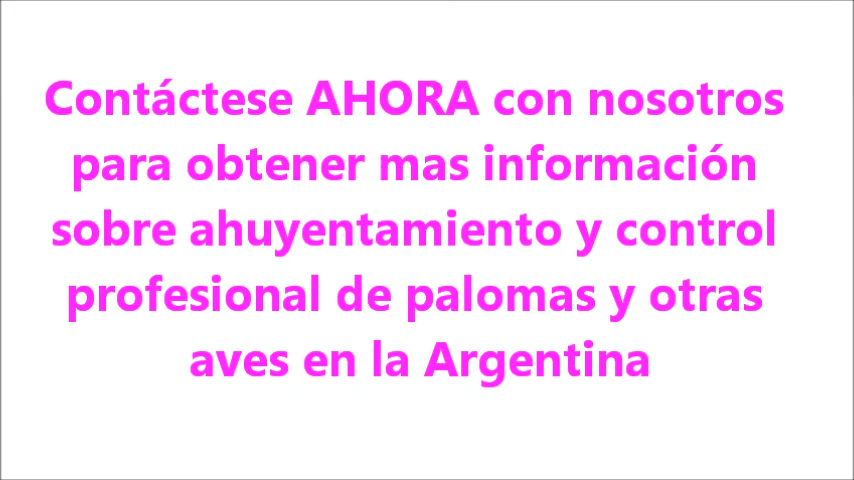 Contáctese AHORA con nosotros
para obtener mas información
sobre ahuyentamiento y control
profesional de palomas y otras
aves en la Argentina